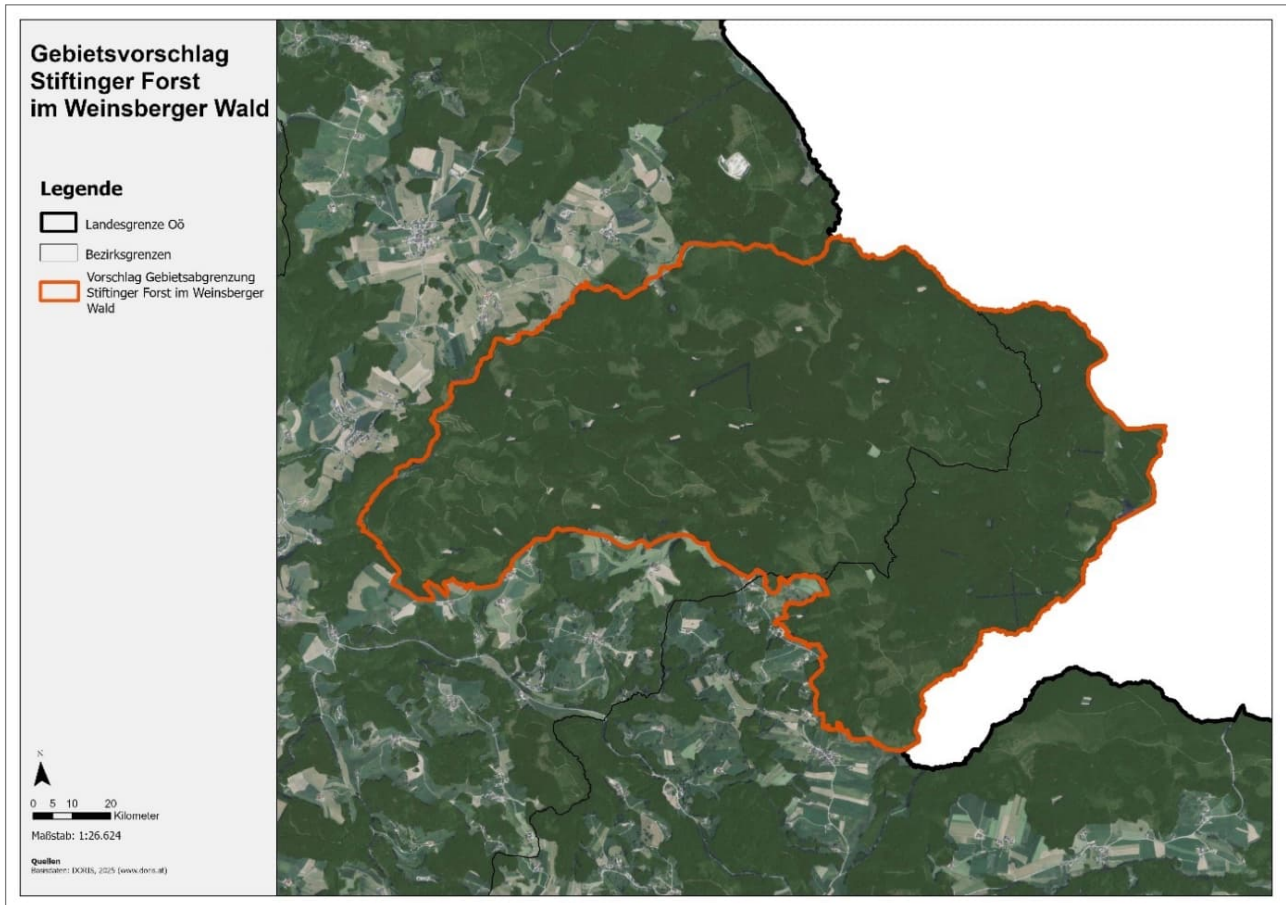 Gebietsvorschlag
Stiftinger Forst
im Weinsberger Wald
Legende
Landesgrenze Oö
Bezirksgrenzen
Vorschlag Gebietsabgrenzung
Stiftinger Forst im Weinsberger
Wald
N
0 5 10 20
Kilometer
Maßstab: 1:26.624
Quellen
Basisdaten: DORIS, 2025 (www.doris.at)